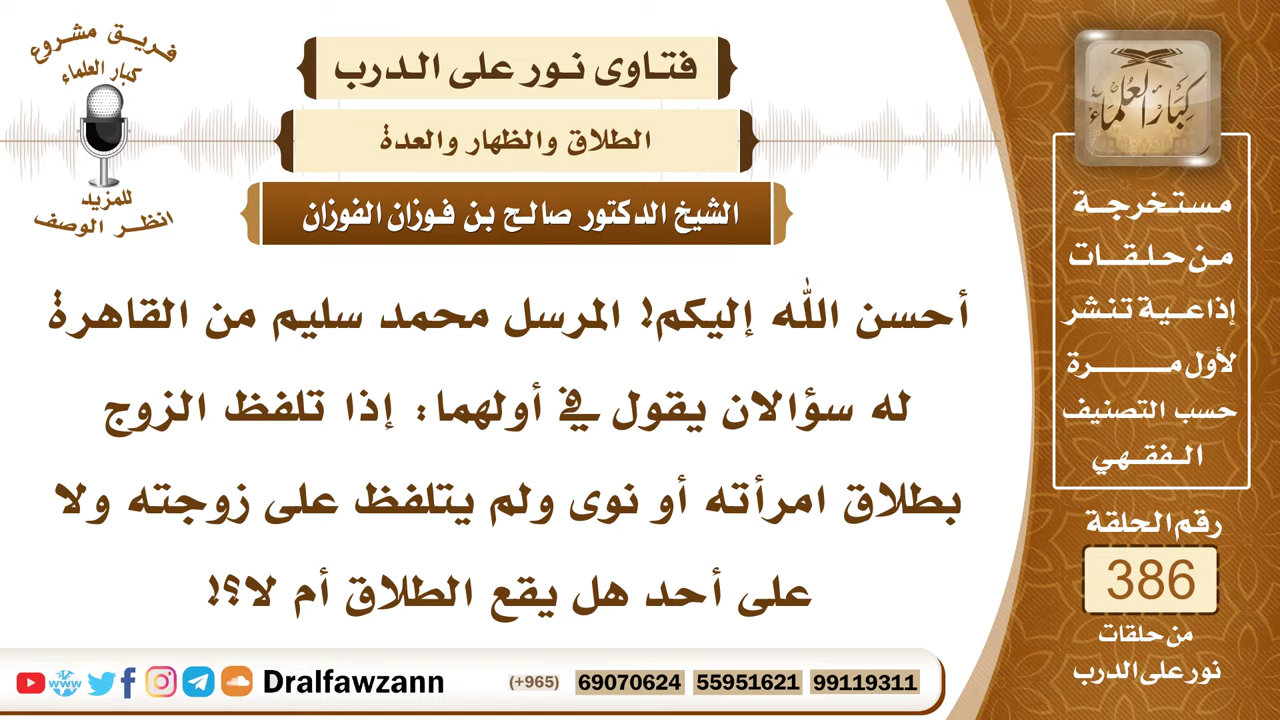 فريق مشروع
كبار العلماء
للمزيد
انظر الوصف
فتاوى نور على الدرب
الطلاق والظهار والعدة
الشيخ الدكتور صالح بن فوزان الفوزان
أحسن الله إليكم! المرسل محمد سليم من القاهرة
له سؤالان يقول في أولهما: إذا تلفظ الزوج
بطلاق امرأته أو نوى ولم يتلفظ على زوجته ولا
على أحد هل يقع الطلاق أم لا؟!
كبار العلماء
مستخرجة
من حلقات
إذاعية تنشر
لأول مرة
حسب التصنيف
الفقهي
رقم الحلقة
386
من حلقات
نور على الدرب
www Dralfawzann (+965) 69070624 55951621 99119311